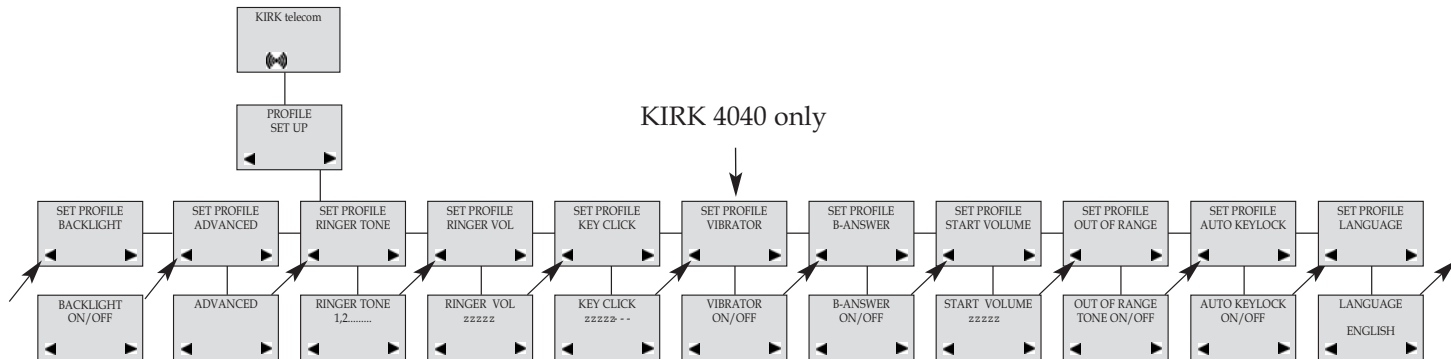 KIRK telecom
PROFILE
SET UP
KIRK 4040 only
SET PROFILE
BACKLIGHT
SET PROFILE
ADVANCED
SET PROFILE
RINGER TONE
SET PROFILE
RINGER VOL
SET PROFILE
KEY CLICK
SET PROFILE
VIBRATOR
SET PROFILE
B-ANSWER
SET PROFILE
START VOLUME
SET PROFILE
OUT OF RANGE
SET PROFILE
AUTO KEYLOCK
SET PROFILE
LANGUAGE
BACKLIGHT
ON/OFF
ADVANCED
RINGER TONE
1,2.........
RINGER VOL
zzzzz
KEY CLICK
zzzzz- - -
VIBRATOR
ON/OFF
B-ANSWER
ON/OFF
START VOLUME
zzzzz
OUT OF RANGE
TONE ON/OFF
AUTO KEYLOCK
ON/OFF
LANGUAGE
ENGLISH